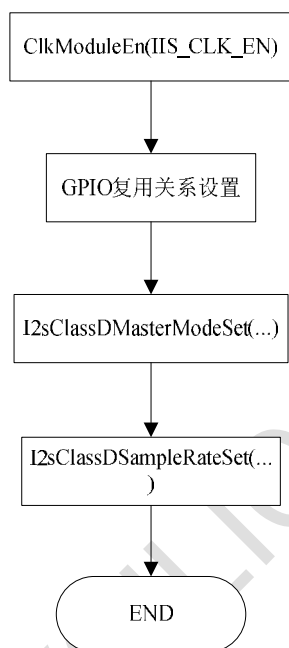 ClkModuleEn(IIS_CLK_EN)
GPIO复用关系设置
I2sClassDMasterModeSet(...)
I2sClassDSampleRateSet(...
)
END